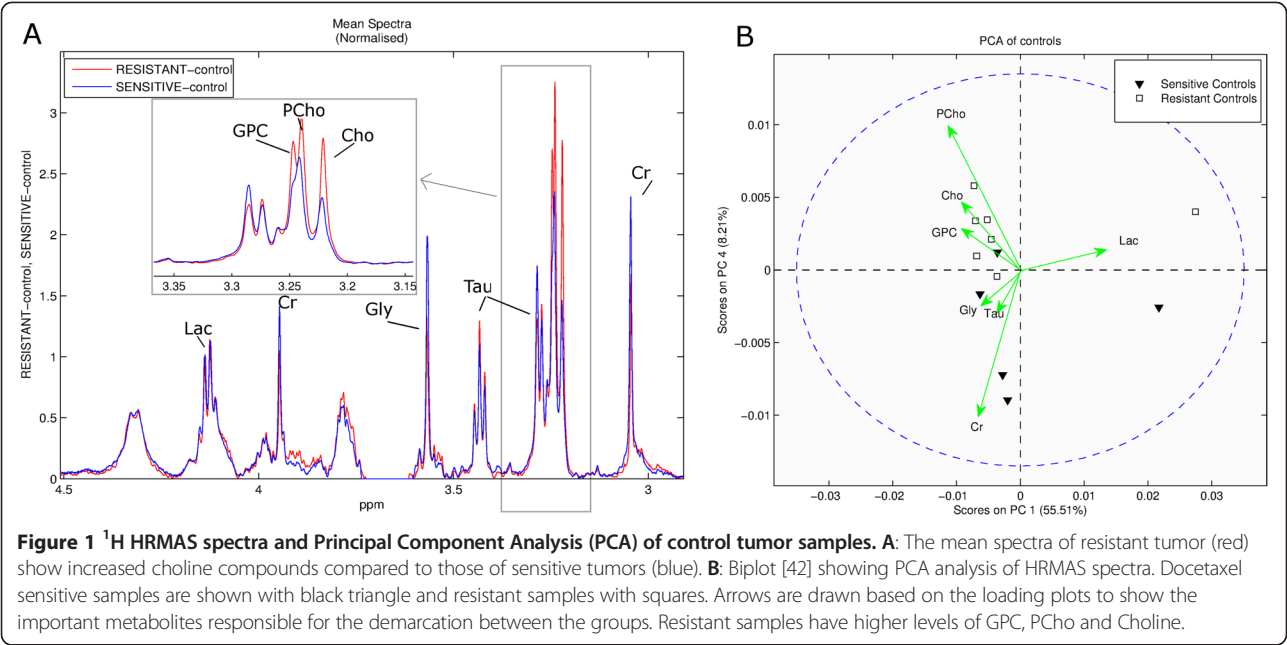 A
Mean Spectra
(Normalised)
RESISTANT-control
SENSITIVE-control
RESISTANT-control, SENSITIVE-control
3
2.5
2
1.5
1
0.5
0
GPC
PCho
Cho
3.35
3.3
3.25
3.2
3.15
Cr
Cr
Lac
Gly
Tau
4.5
4
3.5
3
ppm
B
PCA of controls
Sensitive Controls
Resistant Controls
Scores on PC 4 (8.21%)
0.01
0.005
0
−0.005
−0.01
PCho
Cho
GPC
Lac
Gly
Tau
Cr
−0.03
−0.02
−0.01
0
0.01
0.02
0.03
Scores on PC 1 (55.51%)
Figure 1 ¹H HRMAS spectra and Principal Component Analysis (PCA) of control tumor samples. A: The mean spectra of resistant tumor (red)
show increased choline compounds compared to those of sensitive tumors (blue). B: Biplot [42] showing PCA analysis of HRMAS spectra. Docetaxel
sensitive samples are shown with black triangle and resistant samples with squares. Arrows are drawn based on the loading plots to show the
important metabolites responsible for the demarcation between the groups. Resistant samples have higher levels of GPC, PCho and Choline.